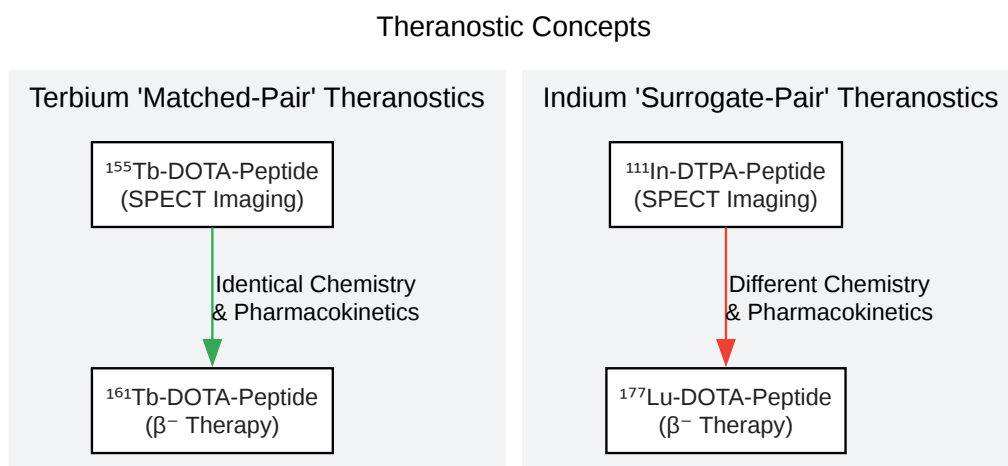 Theranostic Concepts
Terbium 'Matched-Pair' Theranostics
¹⁵⁵Tb-DOTA-Peptide
(SPECT Imaging)
Identical Chemistry
& Pharmacokinetics
¹⁶¹Tb-DOTA-Peptide
(β⁻ Therapy)
Indium 'Surrogate-Pair' Theranostics
¹¹¹In-DTPA-Peptide
(SPECT Imaging)
Different Chemistry
& Pharmacokinetics
¹⁷⁷Lu-DOTA-Peptide
(β⁻ Therapy)